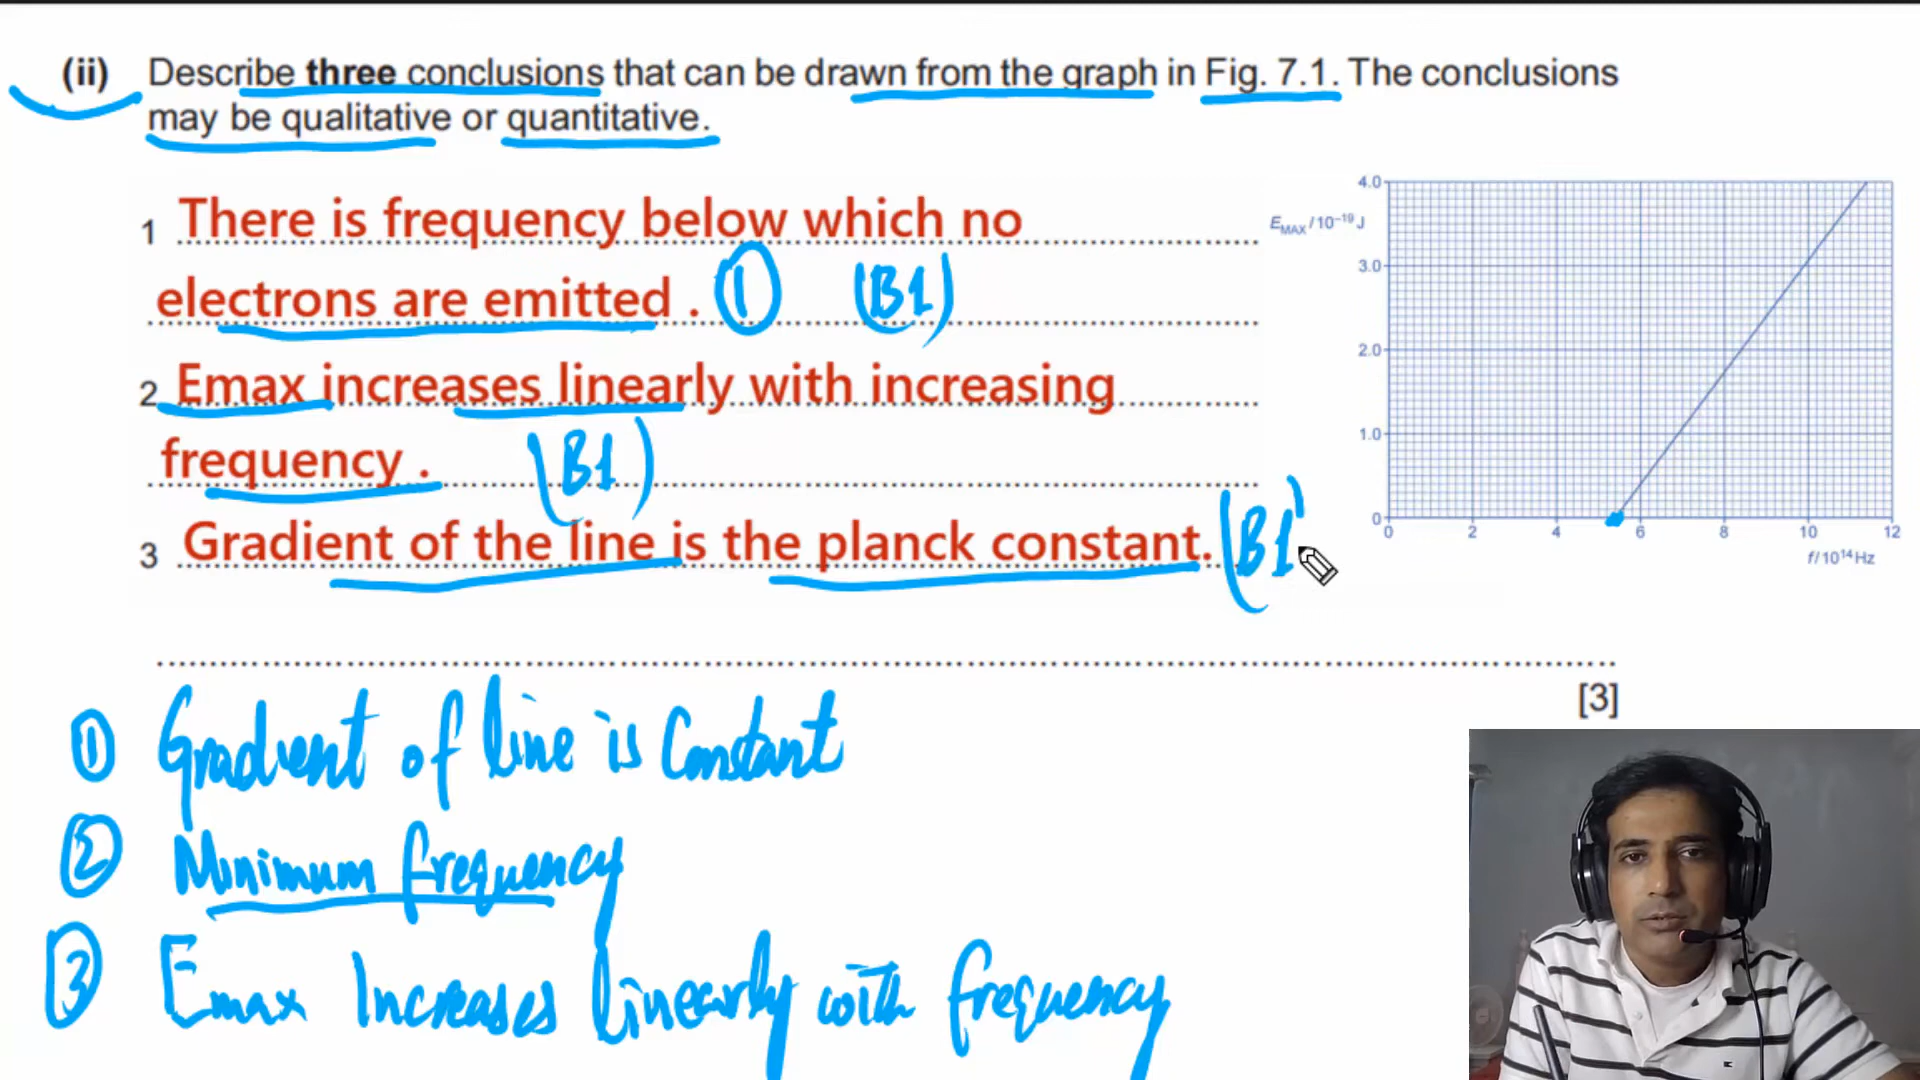 (ii) Describe three conclusions that can be drawn from the graph in Fig. 7.1. The conclusions
may be qualitative or quantitative.
1 There is frequency below which no
electrons are emitted . ① (B1)
2 Emax increases linearly with increasing
frequency . (B1)
3 Gradient of the line is the planck constant. (B1)
[3]
4.0
E_MAX / 10⁻¹⁹ J
3.0
2.0
1.0
0
0 2 4 6 8 10 12
f / 10¹⁴ Hz
① Gradient of line is Constant
② Minimum frequency
③ Emax Increases linearly with frequency